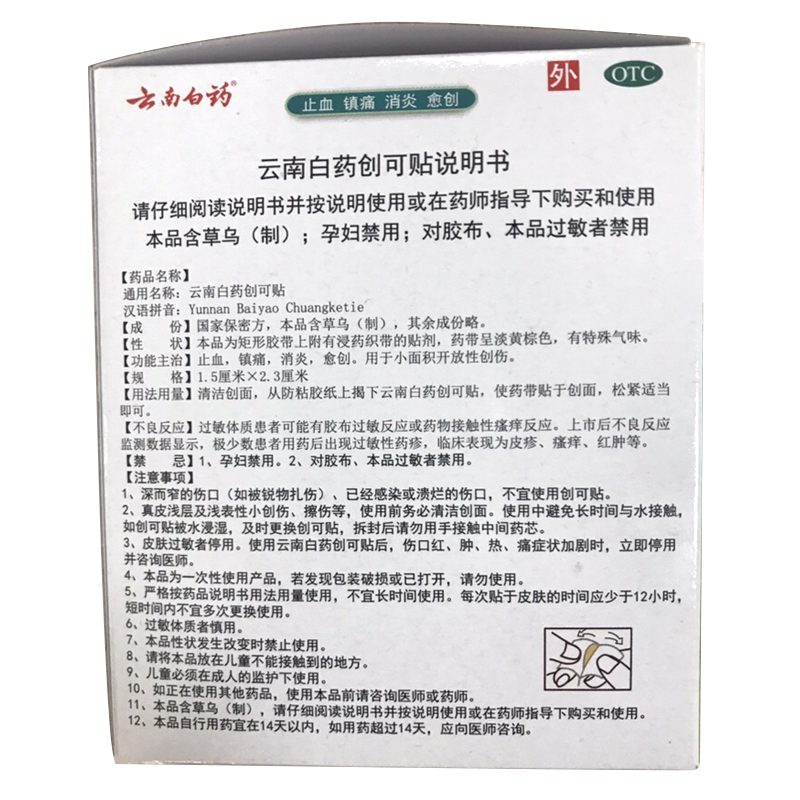 云南白药®
止血 镇痛 消炎 愈创
外
OTC
云南白药创可贴说明书
请仔细阅读说明书并按说明使用或在药师指导下购买和使用
本品含草乌（制）；孕妇禁用；对胶布、本品过敏者禁用
【药品名称】
通用名称：云南白药创可贴
汉语拼音：Yunnan Baiyao Chuangketie
【成　　份】国家保密方，本品含草乌（制），其余成份略。
【性　　状】本品为矩形胶带上附有浸药织带的贴剂，药带呈淡黄棕色，有特殊气味。
【功能主治】止血，镇痛，消炎，愈创。用于小面积开放性创伤。
【规　　格】1.5厘米×2.3厘米
【用法用量】清洁创面，从防粘胶纸上揭下云南白药创可贴，使药带贴于创面，松紧适当
即可。
【不良反应】过敏体质患者可能有胶布过敏反应或药物接触性瘙痒反应。上市后不良反应
监测数据显示，极少数患者用药后出现过敏性药疹，临床表现为皮疹、瘙痒、红肿等。
【禁　　忌】1、孕妇禁用。2、对胶布、本品过敏者禁用。
【注意事项】
1、深而窄的伤口（如被锐物扎伤）、已经感染或溃烂的伤口，不宜使用创可贴。
2、真皮浅层及浅表性小创伤、擦伤等，使用前务必清洁创面。使用中避免长时间与水接触，
如创可贴被水浸湿，及时更换创可贴，拆封后请勿用手接触中间药芯。
3、皮肤过敏者停用。使用云南白药创可贴后，伤口红、肿、热、痛症状加剧时，立即停用
并咨询医师。
4、本品为一次性使用产品，若发现包装破损或已打开，请勿使用。
5、严格按药品说明书用法用量使用，不宜长时间使用。每次贴于皮肤的时间应少于12小时，
短时间内不宜多次更换使用。
6、过敏体质者慎用。
7、本品性状发生改变时禁止使用。
8、请将本品放在儿童不能接触到的地方。
9、儿童必须在成人的监护下使用。
10、如正在使用其他药品，使用本品前请咨询医师或药师。
11、本品含草乌（制），请仔细阅读说明书并按说明使用或在药师指导下购买和使用。
12、本品自行用药宜在14天以内，如用药超过14天，应向医师咨询。